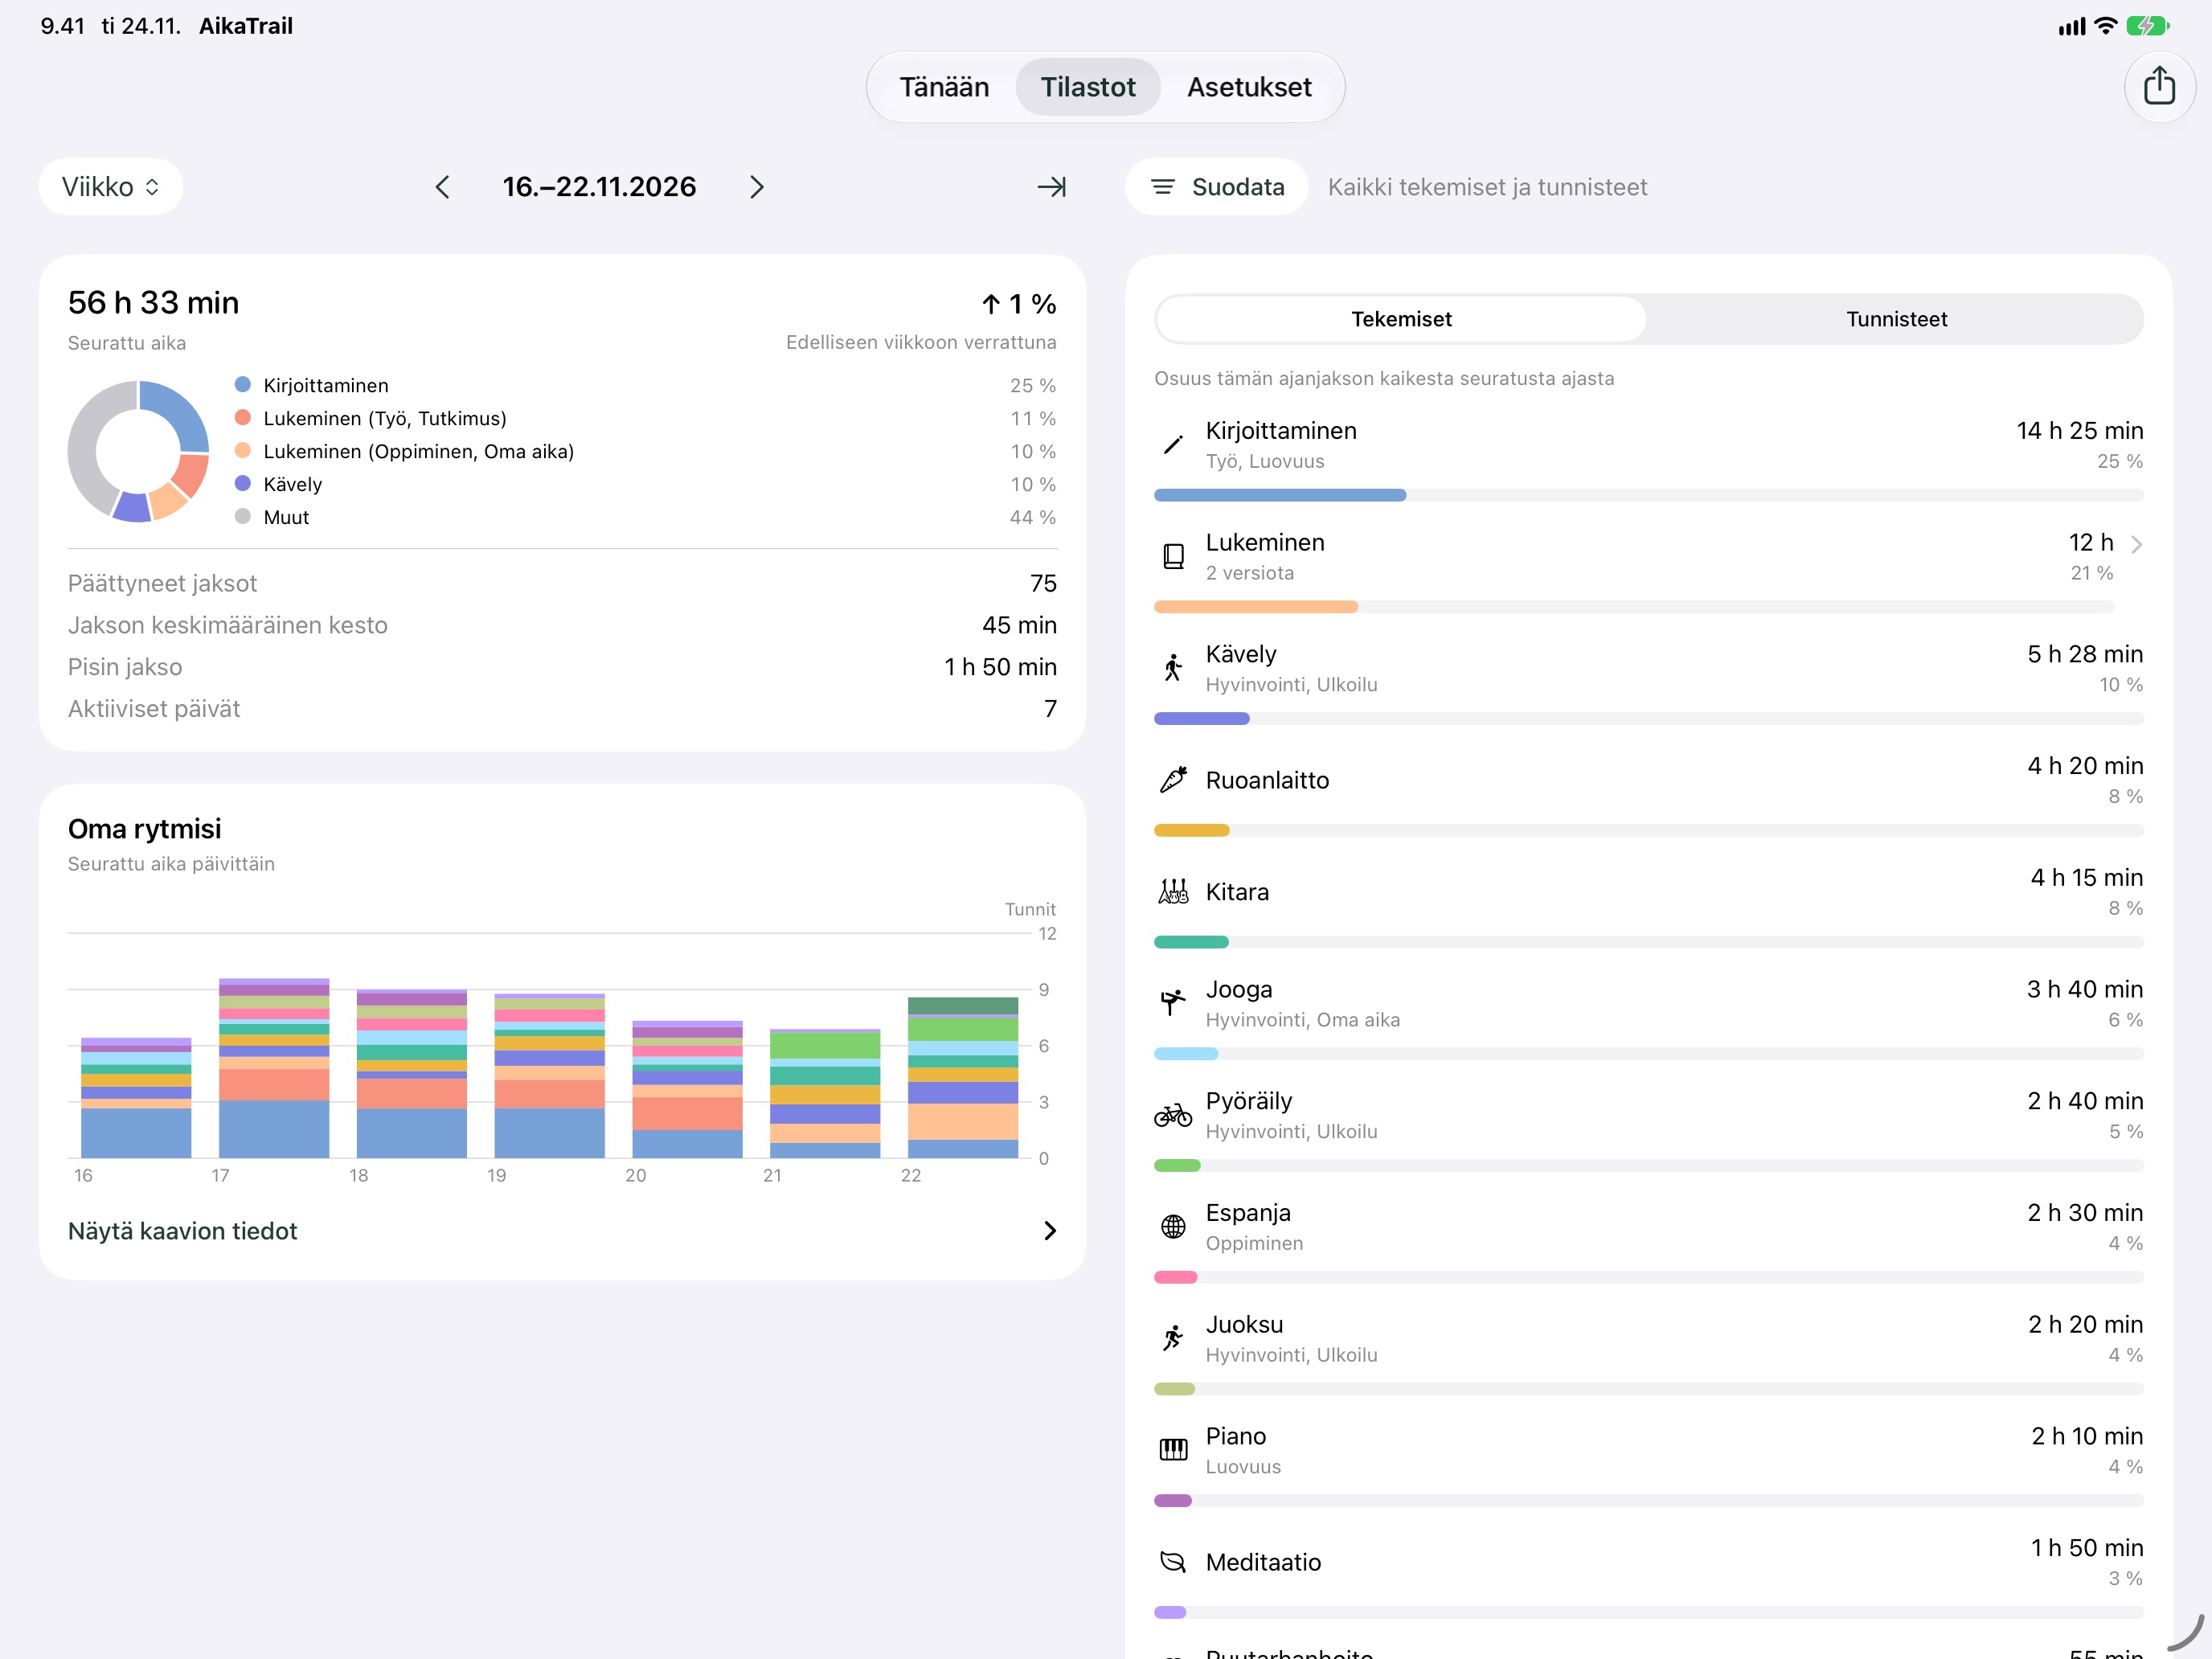 9.41 ti 24.11. AikaTrail
Tänään Tilastot Asetukset
Viikko 16.–22.11.2026
Suodata Kaikki tekemiset ja tunnisteet
56 h 33 min ↑ 1 %
Seurattu aika Edelliseen viikkoon verrattuna
Kirjoittaminen 25 %
Lukeminen (Työ, Tutkimus) 11 %
Lukeminen (Oppiminen, Oma aika) 10 %
Kävely 10 %
Muut 44 %
Päättyneet jaksot 75
Jakson keskimääräinen kesto 45 min
Pisin jakso 1 h 50 min
Aktiiviset päivät 7
Oma rytmisi
Seurattu aika päivittäin
Tunnit
12
9
6
3
0
16 17 18 19 20 21 22
Näytä kaavion tiedot
Tekemiset Tunnisteet
Osuus tämän ajanjakson kaikesta seuratusta ajasta
Kirjoittaminen 14 h 25 min
Työ, Luovuus 25 %
Lukeminen 12 h
2 versiota 21 %
Kävely 5 h 28 min
Hyvinvointi, Ulkoilu 10 %
Ruoanlaitto 4 h 20 min
8 %
Kitara 4 h 15 min
8 %
Jooga 3 h 40 min
Hyvinvointi, Oma aika 6 %
Pyöräily 2 h 40 min
Hyvinvointi, Ulkoilu 5 %
Espanja 2 h 30 min
Oppiminen 4 %
Juoksu 2 h 20 min
Hyvinvointi, Ulkoilu 4 %
Piano 2 h 10 min
Luovuus 4 %
Meditaatio 1 h 50 min
3 %
Puutarhanhoito 55 min